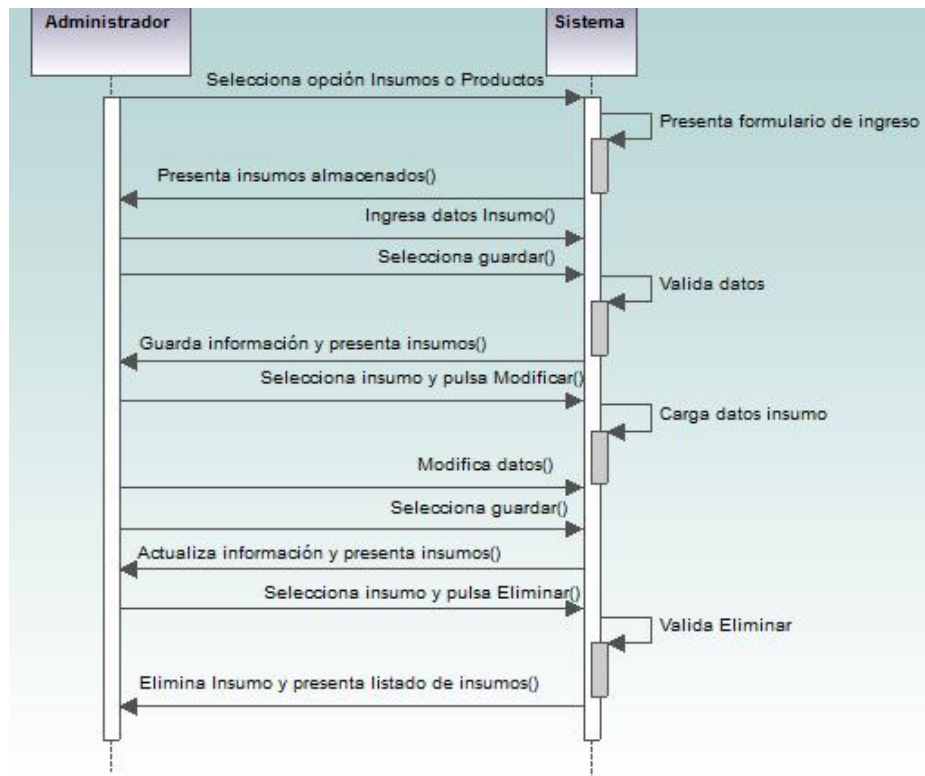 Administrador
Sistema
Selecciona opción Insumos o Productos
Presenta formulario de ingreso
Presenta insumos almacenados()
Ingresa datos Insumo()
Selecciona guardar()
Valida datos
Guarda información y presenta insumos()
Selecciona insumo y pulsa Modificar()
Carga datos insumo
Modifica datos()
Selecciona guardar()
Actualiza información y presenta insumos()
Selecciona insumo y pulsa Eliminar()
Valida Eliminar
Elimina Insumo y presenta listado de insumos()